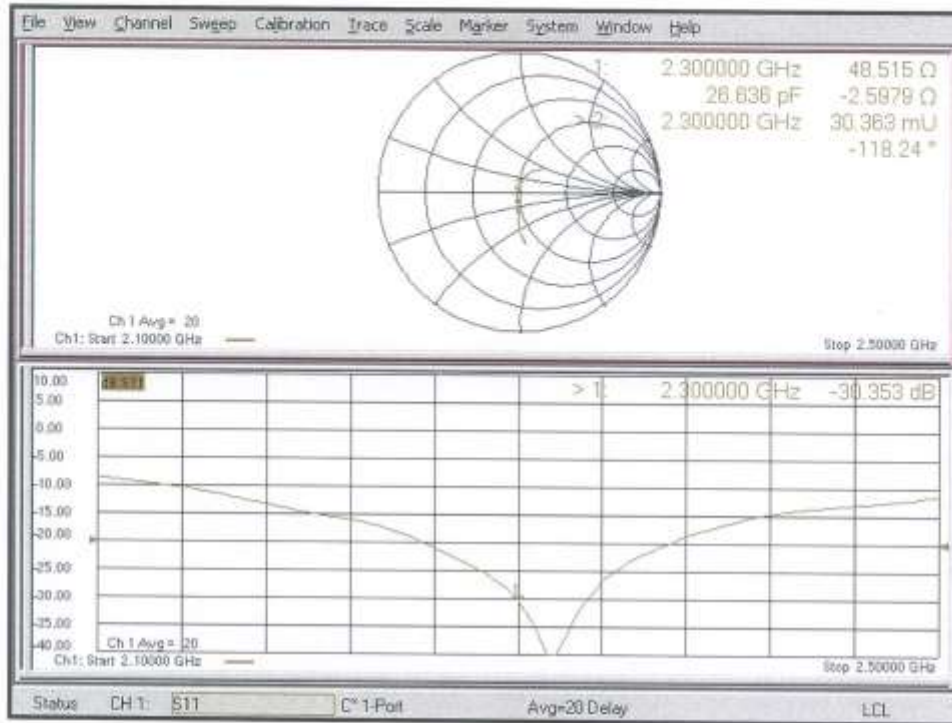 File View Channel Sweep Calibration Trace Scale Marker System Window Help
1: 2.300000 GHz 48.515 Ω
26.636 pF -2.5979 Ω
> 2: 2.300000 GHz 30.363 mU
-118.24 °
Ch 1 Avg = 20
Ch1: Start 2.10000 GHz
Stop 2.50000 GHz
10.00
> 1: 2.300000 GHz -30.353 dB
5.00
0.00
-5.00
-10.00
-15.00
-20.00
-25.00
-30.00
-35.00
-40.00
Ch 1 Avg = 20
Ch1: Start 2.10000 GHz
Stop 2.50000 GHz
Status CH 1: S11 C* 1-Port Avg=20 Delay LCL